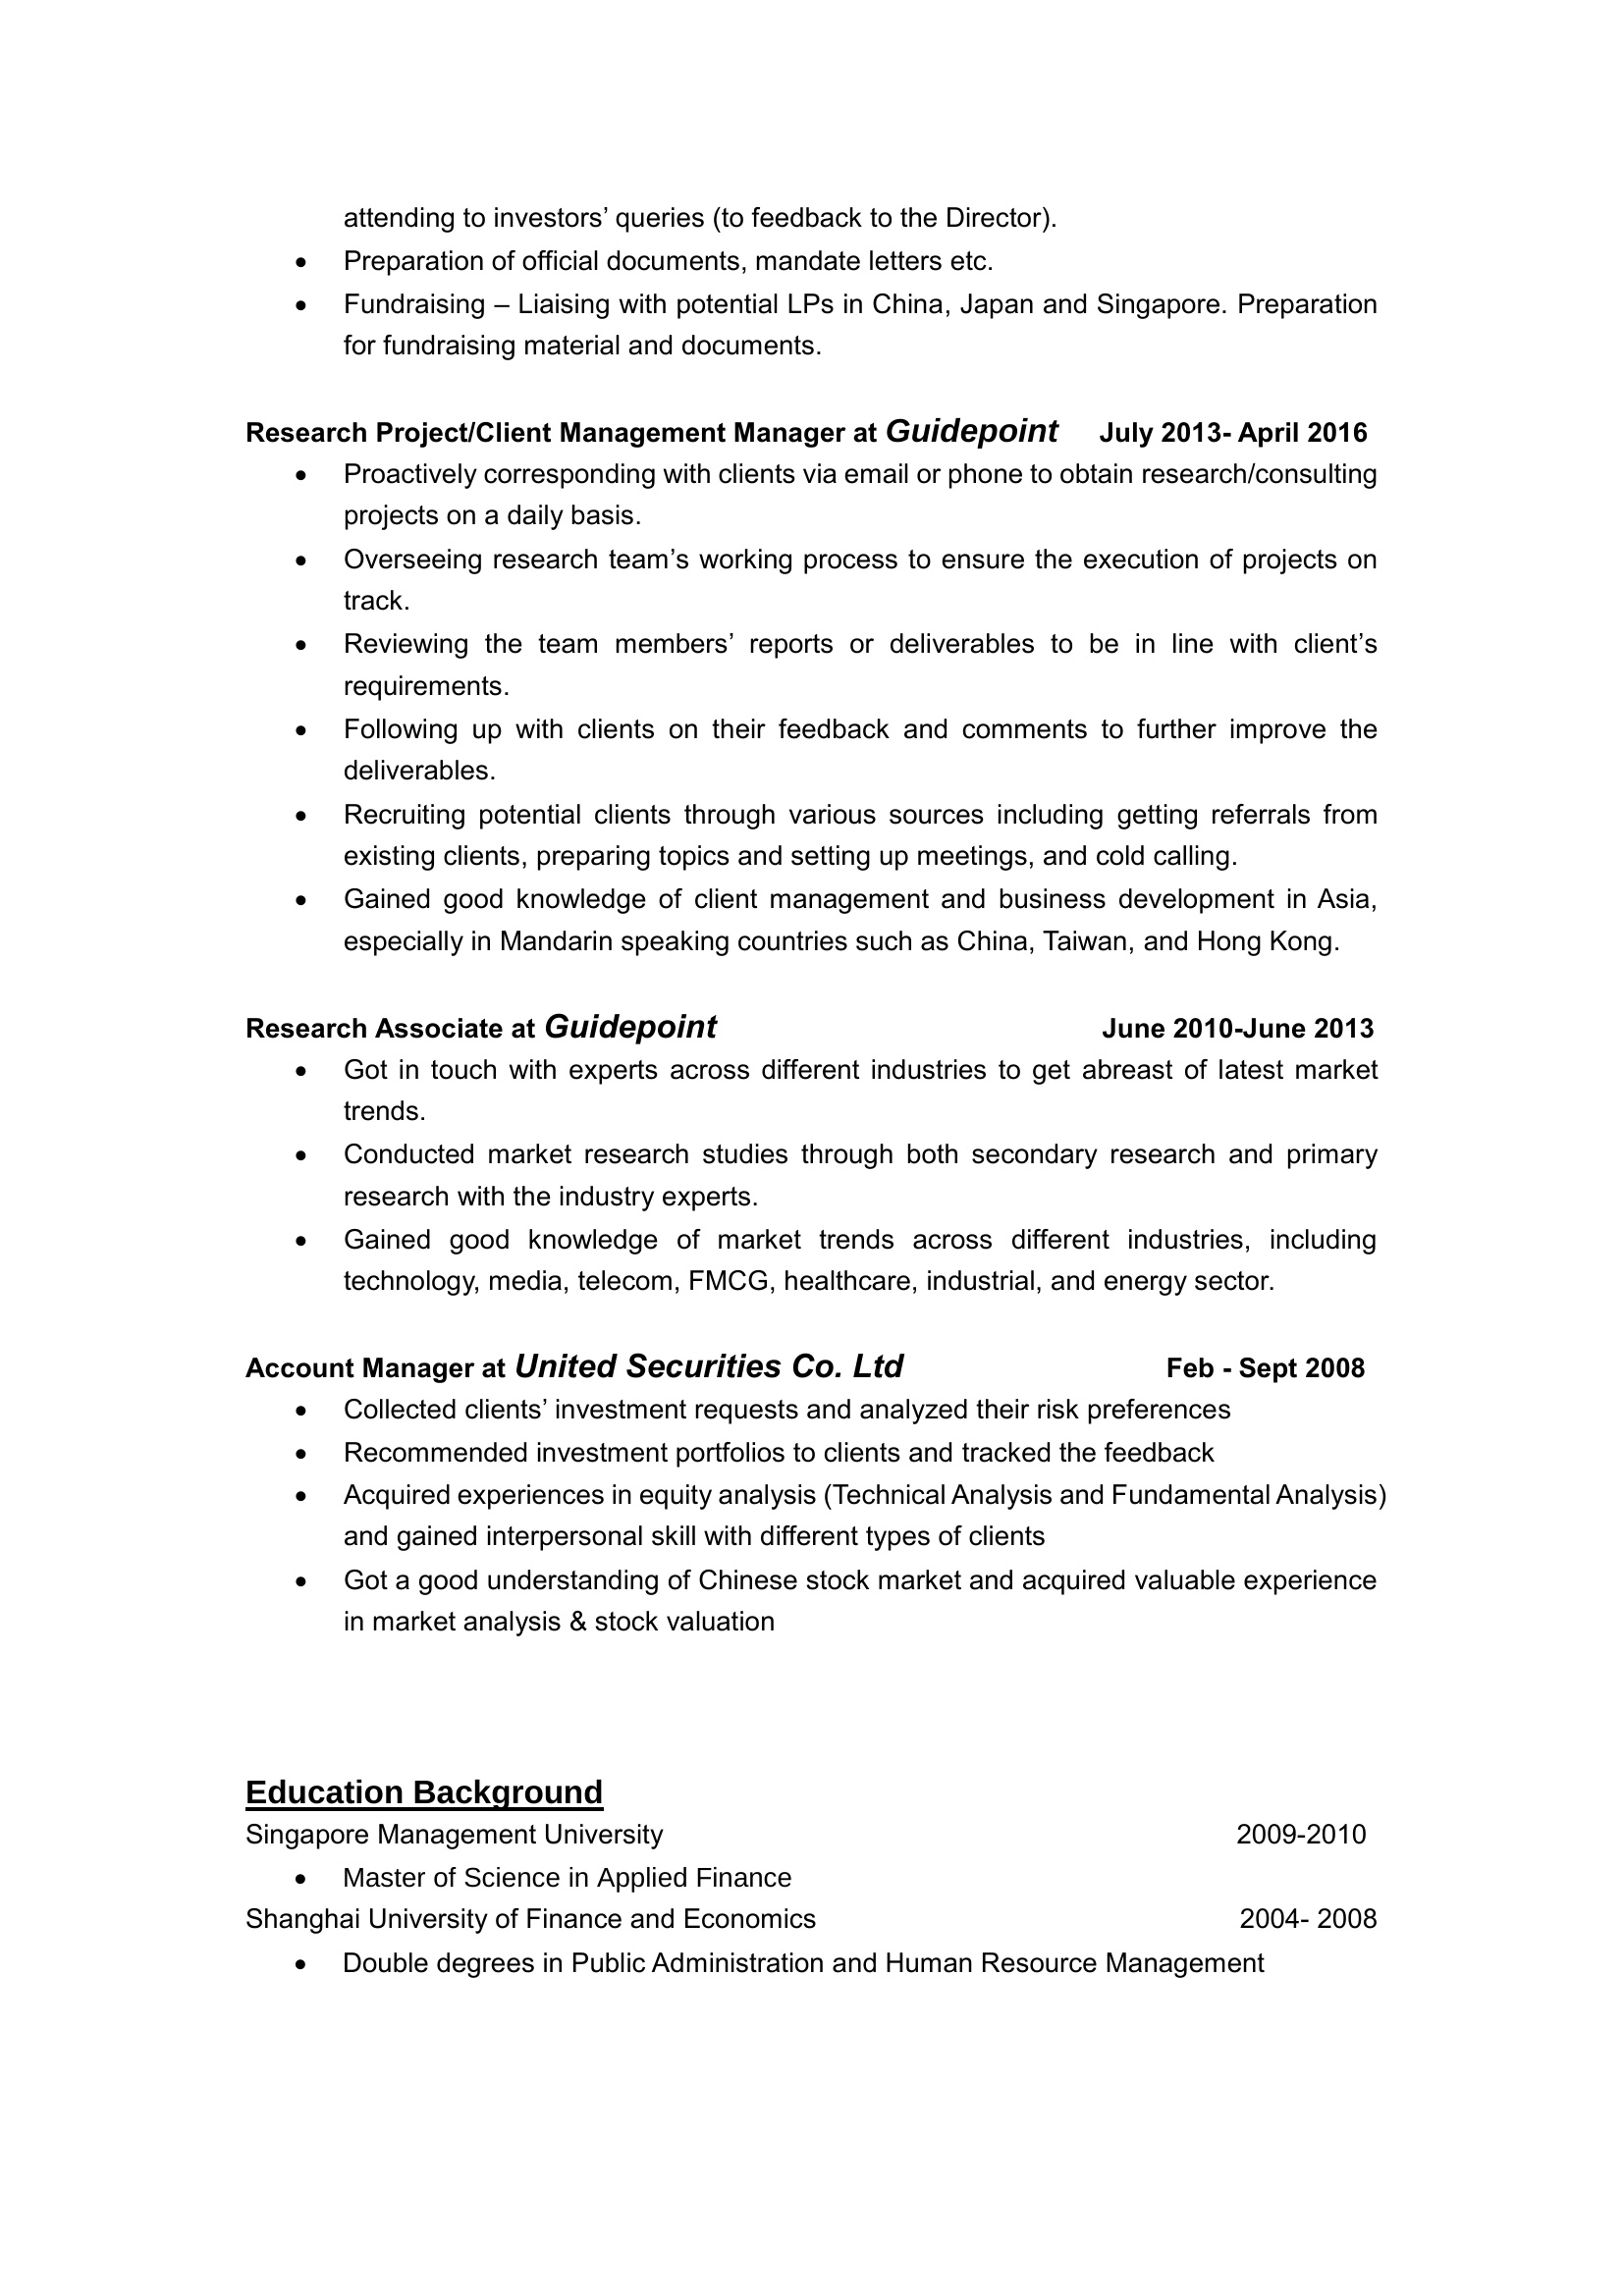 attending to investors’ queries (to feedback to the Director).
• Preparation of official documents, mandate letters etc.
• Fundraising – Liaising with potential LPs in China, Japan and Singapore. Preparation
for fundraising material and documents.
Research Project/Client Management Manager at Guidepoint July 2013- April 2016
• Proactively corresponding with clients via email or phone to obtain research/consulting
projects on a daily basis.
• Overseeing research team’s working process to ensure the execution of projects on
track.
• Reviewing the team members’ reports or deliverables to be in line with client’s
requirements.
• Following up with clients on their feedback and comments to further improve the
deliverables.
• Recruiting potential clients through various sources including getting referrals from
existing clients, preparing topics and setting up meetings, and cold calling.
• Gained good knowledge of client management and business development in Asia,
especially in Mandarin speaking countries such as China, Taiwan, and Hong Kong.
Research Associate at Guidepoint June 2010-June 2013
• Got in touch with experts across different industries to get abreast of latest market
trends.
• Conducted market research studies through both secondary research and primary
research with the industry experts.
• Gained good knowledge of market trends across different industries, including
technology, media, telecom, FMCG, healthcare, industrial, and energy sector.
Account Manager at United Securities Co. Ltd Feb - Sept 2008
• Collected clients’ investment requests and analyzed their risk preferences
• Recommended investment portfolios to clients and tracked the feedback
• Acquired experiences in equity analysis (Technical Analysis and Fundamental Analysis)
and gained interpersonal skill with different types of clients
• Got a good understanding of Chinese stock market and acquired valuable experience
in market analysis & stock valuation
Education Background
Singapore Management University 2009-2010
• Master of Science in Applied Finance
Shanghai University of Finance and Economics 2004- 2008
• Double degrees in Public Administration and Human Resource Management